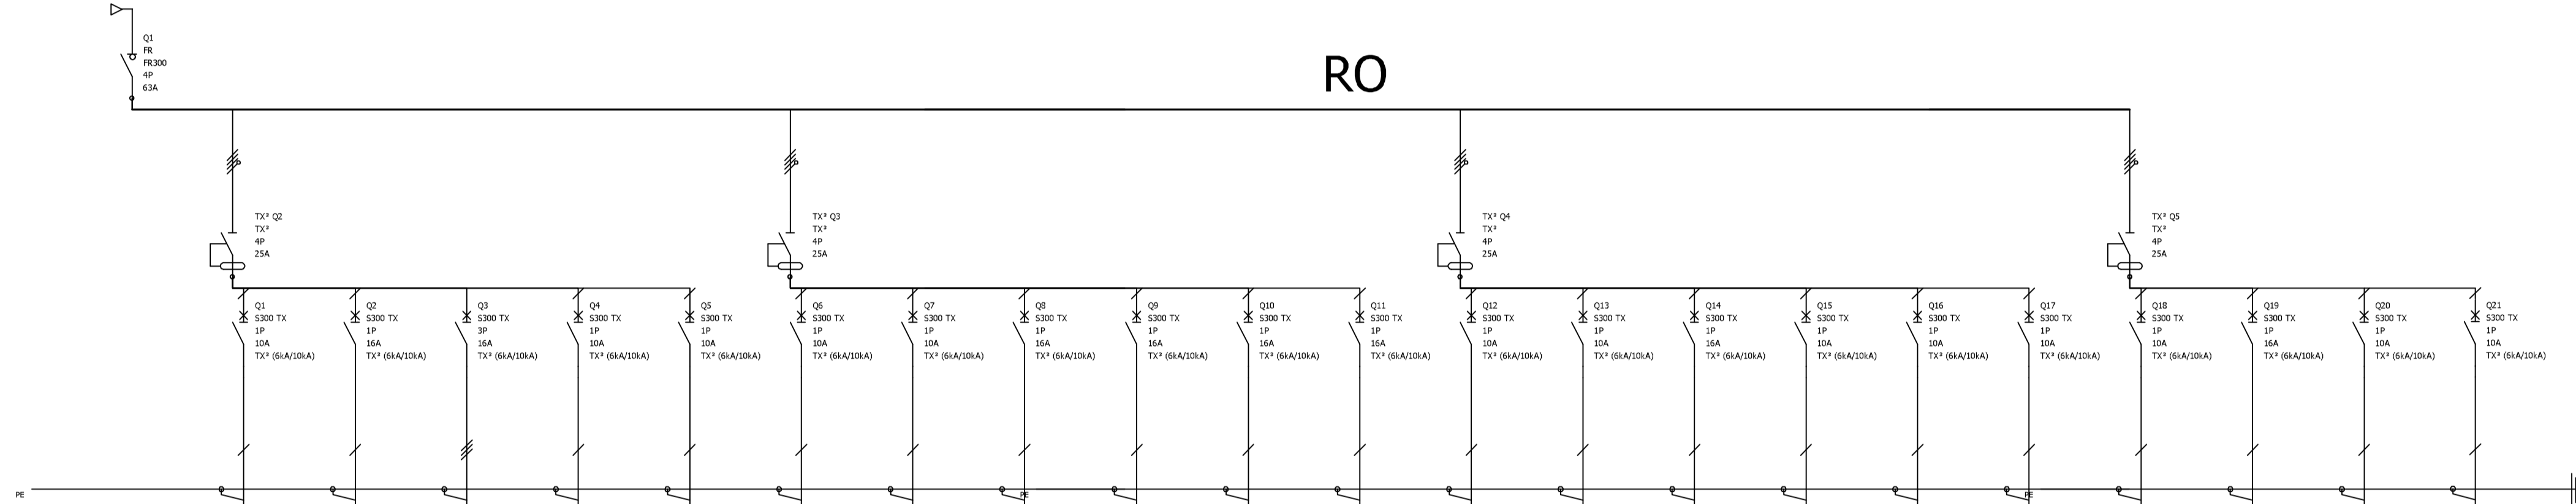 Q1
FR
FR300
4P
63A
RO
TX³ Q2
TX³
4P
25A
TX³ Q3
TX³
4P
25A
TX³ Q4
TX³
4P
25A
TX³ Q5
TX³
4P
25A
Q1
S300 TX
1P
10A
TX³ (6kA/10kA)
Q2
S300 TX
1P
16A
TX³ (6kA/10kA)
Q3
S300 TX
3P
16A
TX³ (6kA/10kA)
Q4
S300 TX
1P
10A
TX³ (6kA/10kA)
Q5
S300 TX
1P
10A
TX³ (6kA/10kA)
Q6
S300 TX
1P
10A
TX³ (6kA/10kA)
Q7
S300 TX
1P
10A
TX³ (6kA/10kA)
Q8
S300 TX
1P
16A
TX³ (6kA/10kA)
Q9
S300 TX
1P
16A
TX³ (6kA/10kA)
Q10
S300 TX
1P
16A
TX³ (6kA/10kA)
Q11
S300 TX
1P
16A
TX³ (6kA/10kA)
Q12
S300 TX
1P
10A
TX³ (6kA/10kA)
Q13
S300 TX
1P
10A
TX³ (6kA/10kA)
Q14
S300 TX
1P
16A
TX³ (6kA/10kA)
Q15
S300 TX
1P
10A
TX³ (6kA/10kA)
Q16
S300 TX
1P
10A
TX³ (6kA/10kA)
Q17
S300 TX
1P
10A
TX³ (6kA/10kA)
Q18
S300 TX
1P
10A
TX³ (6kA/10kA)
Q19
S300 TX
1P
16A
TX³ (6kA/10kA)
Q20
S300 TX
1P
10A
TX³ (6kA/10kA)
Q21
S300 TX
1P
10A
TX³ (6kA/10kA)
PE
PE
PE